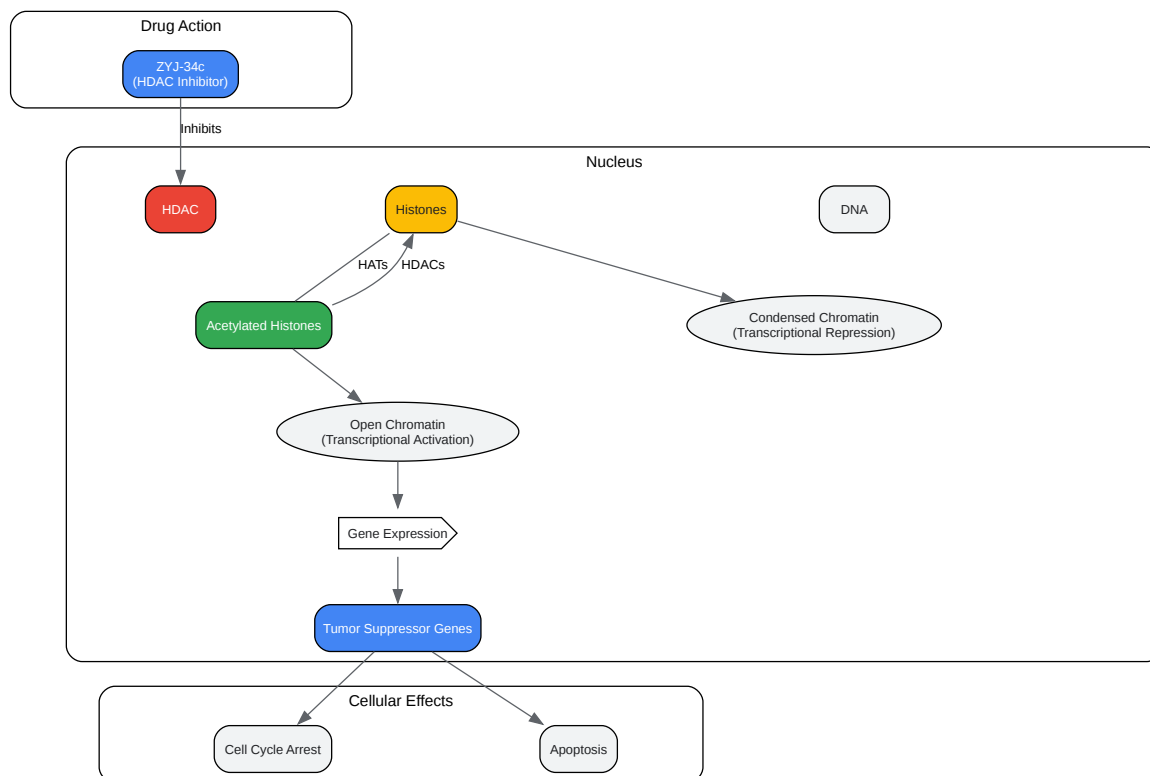 Drug Action
ZYJ-34c
(HDAC Inhibitor)
Inhibits
Nucleus
HDAC
Histones
DNA
HATs
HDACs
Acetylated Histones
Condensed Chromatin
(Transcriptional Repression)
Open Chromatin
(Transcriptional Activation)
Gene Expression
Tumor Suppressor Genes
Cellular Effects
Cell Cycle Arrest
Apoptosis